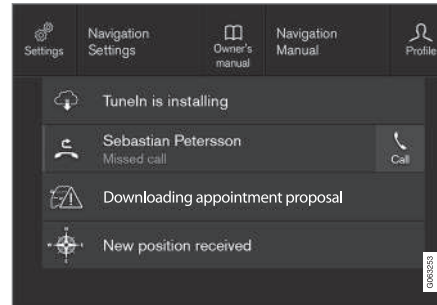 Settings
Navigation
Settings
Owner's
manual
Navigation
Manual
Profile
TuneIn is installing
Sebastian Petersson
Missed call
Call
Downloading appointment proposal
New position received
G063253